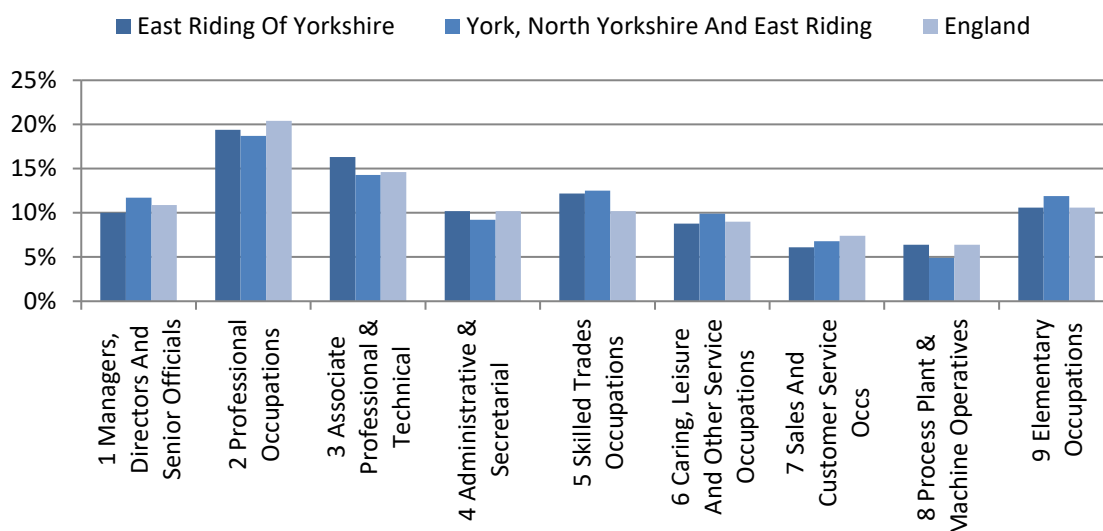 East Riding Of Yorkshire
York, North Yorkshire And East Riding
England
25%
20%
15%
10%
5%
0%
1 Managers,
Directors And
Senior Officials
2 Professional
Occupations
3 Associate
Professional &
Technical
4 Administrative &
Secretarial
5 Skilled Trades
Occupations
6 Caring, Leisure
And Other Service
Occupations
7 Sales And
Customer Service
Occs
8 Process Plant &
Machine Operatives
9 Elementary
Occupations